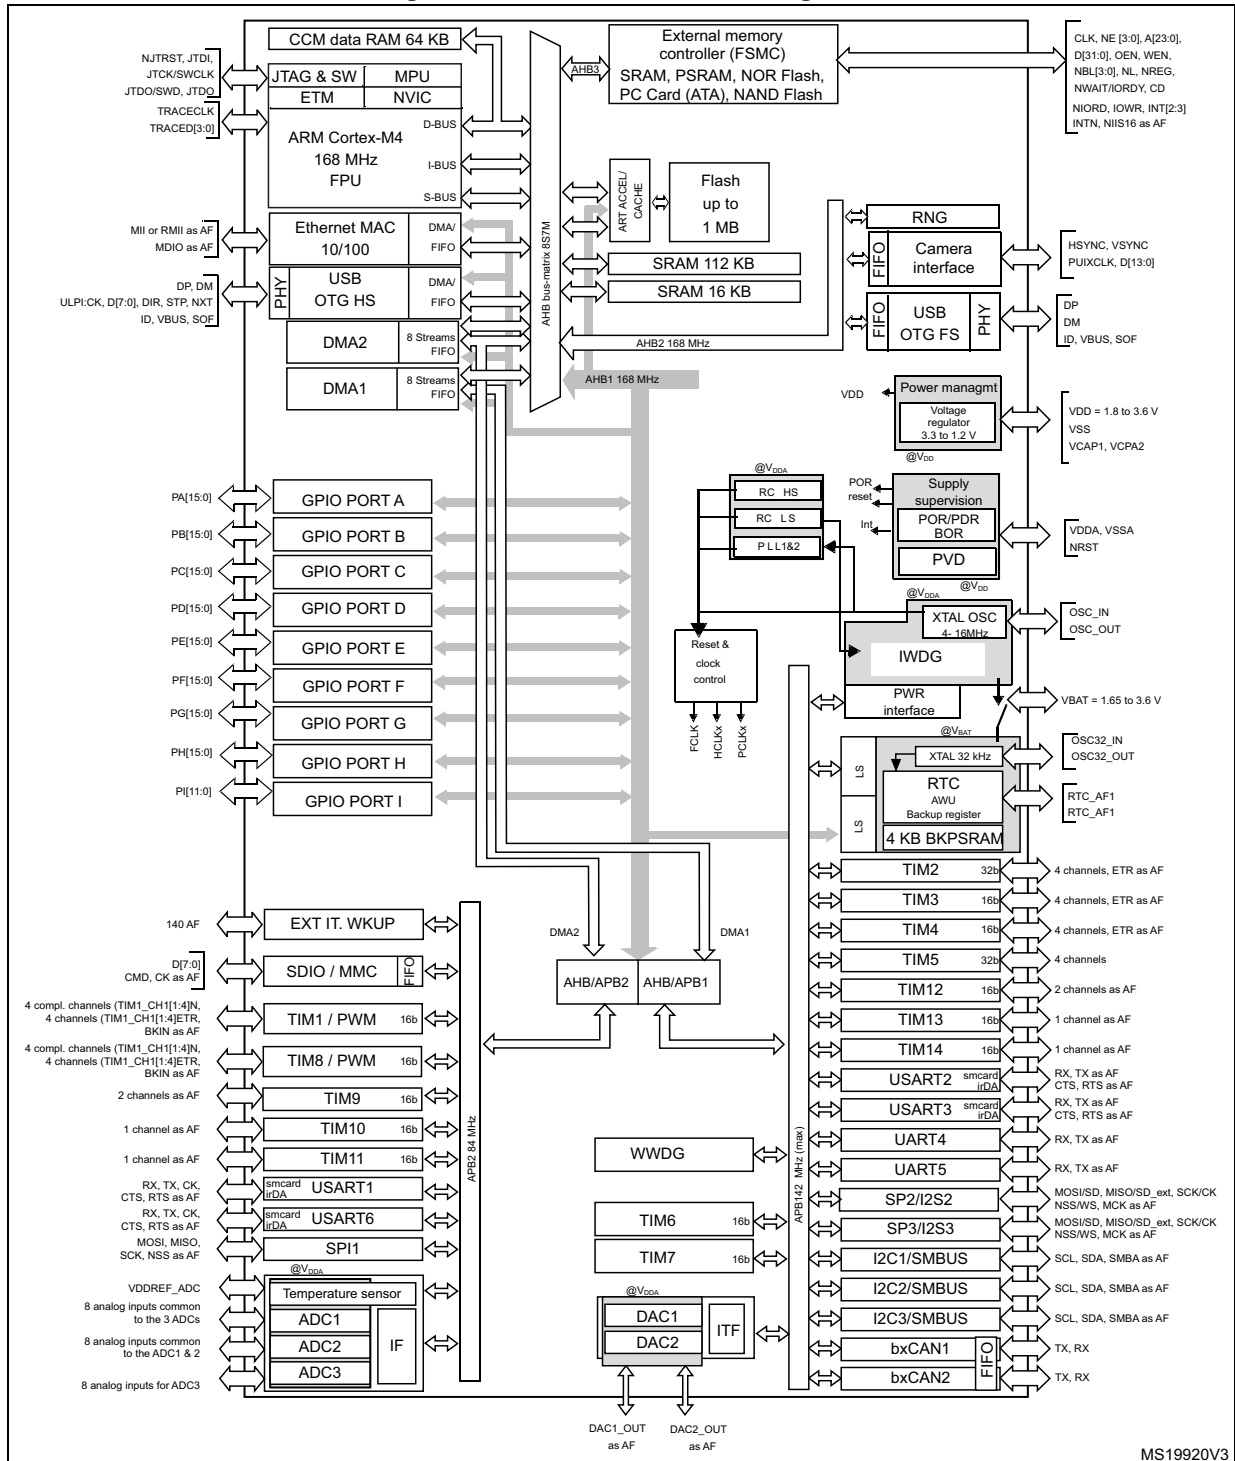 CCM data RAM 64 KB
External memory
controller (FSMC)
SRAM, PSRAM, NOR Flash,
PC Card (ATA), NAND Flash
AHB3
CLK, NE [3:0], A[23:0],
D[31:0], OEN, WEN,
NBL[3:0], NL, NREG,
NWAIT/IORDY, CD
NIORD, IOWR, INT[2:3]
INTN, NIIS16 as AF
NJTRST, JTDI,
JTCK/SWCLK
JTDO/SWD, JTDO
TRACECLK
TRACED[3:0]
JTAG & SW
MPU
ETM
NVIC
ARM Cortex-M4
168 MHz
FPU
D-BUS
I-BUS
S-BUS
AHB bus-matrix 8S7M
ART ACCEL/
CACHE
Flash
up to
1 MB
SRAM 112 KB
SRAM 16 KB
RNG
FIFO
Camera
interface
HSYNC, VSYNC
PUIXCLK, D[13:0]
FIFO
USB
OTG FS
PHY
DP
DM
ID, VBUS, SOF
MII or RMII as AF
MDIO as AF
Ethernet MAC
10/100
DMA/
FIFO
DP, DM
ULPI:CK, D[7:0], DIR, STP, NXT
ID, VBUS, SOF
PHY
USB
OTG HS
DMA/
FIFO
DMA2
8 Streams
FIFO
DMA1
8 Streams
FIFO
AHB2 168 MHz
AHB1 168 MHz
Power managmt
VDD
Voltage
regulator
3.3 to 1.2 V
@VDD
VDD = 1.8 to 3.6 V
VSS
VCAP1, VCPA2
@VDDA
RC HS
RC LS
PLL1&2
POR
reset
Int
Supply
supervision
POR/PDR
BOR
PVD
@VDD
VDDA, VSSA
NRST
@VDDA
XTAL OSC
4- 16MHz
OSC_IN
OSC_OUT
IWDG
PWR
interface
VBAT = 1.65 to 3.6 V
@VBAT
Reset &
clock
control
FCLK
HCLKx
PCLKx
LS
LS
XTAL 32 kHz
RTC
AWU
Backup register
4 KB BKPSRAM
OSC32_IN
OSC32_OUT
RTC_AF1
RTC_AF1
PA[15:0]
GPIO PORT A
PB[15:0]
GPIO PORT B
PC[15:0]
GPIO PORT C
PD[15:0]
GPIO PORT D
PE[15:0]
GPIO PORT E
PF[15:0]
GPIO PORT F
PG[15:0]
GPIO PORT G
PH[15:0]
GPIO PORT H
PI[11:0]
GPIO PORT I
DMA2
DMA1
AHB/APB2
AHB/APB1
140 AF
EXT IT. WKUP
D[7:0]
CMD, CK as AF
SDIO / MMC
FIFO
4 compl. channels (TIM1_CH1[1:4]N,
4 channels (TIM1_CH1[1:4]ETR,
BKIN as AF
TIM1 / PWM
16b
4 compl. channels (TIM1_CH1[1:4]N,
4 channels (TIM1_CH1[1:4]ETR,
BKIN as AF
TIM8 / PWM
16b
2 channels as AF
TIM9
16b
1 channel as AF
TIM10
16b
1 channel as AF
TIM11
16b
RX, TX, CK,
CTS, RTS as AF
smcard
irDA
USART1
RX, TX, CK,
CTS, RTS as AF
smcard
irDA
USART6
MOSI, MISO,
SCK, NSS as AF
SPI1
@VDDA
VDDREF_ADC
Temperature sensor
8 analog inputs common
to the 3 ADCs
ADC1
8 analog inputs common
to the ADC1 & 2
ADC2
8 analog inputs for ADC3
ADC3
IF
APB2 84 MHz
WWDG
TIM6
16b
TIM7
16b
@VDDA
DAC1
DAC2
ITF
DAC1_OUT
as AF
DAC2_OUT
as AF
APB142 MHz (max)
TIM2
32b
4 channels, ETR as AF
TIM3
16b
4 channels, ETR as AF
TIM4
16b
4 channels, ETR as AF
TIM5
32b
4 channels
TIM12
16b
2 channels as AF
TIM13
16b
1 channel as AF
TIM14
16b
1 channel as AF
USART2
smcard
irDA
RX, TX as AF
CTS, RTS as AF
USART3
smcard
irDA
RX, TX as AF
CTS, RTS as AF
UART4
RX, TX as AF
UART5
RX, TX as AF
SP2/I2S2
MOSI/SD, MISO/SD_ext, SCK/CK
NSS/WS, MCK as AF
SP3/I2S3
MOSI/SD, MISO/SD_ext, SCK/CK
NSS/WS, MCK as AF
I2C1/SMBUS
SCL, SDA, SMBA as AF
I2C2/SMBUS
SCL, SDA, SMBA as AF
I2C3/SMBUS
SCL, SDA, SMBA as AF
bxCAN1
TX, RX
bxCAN2
TX, RX
FIFO
MS19920V3